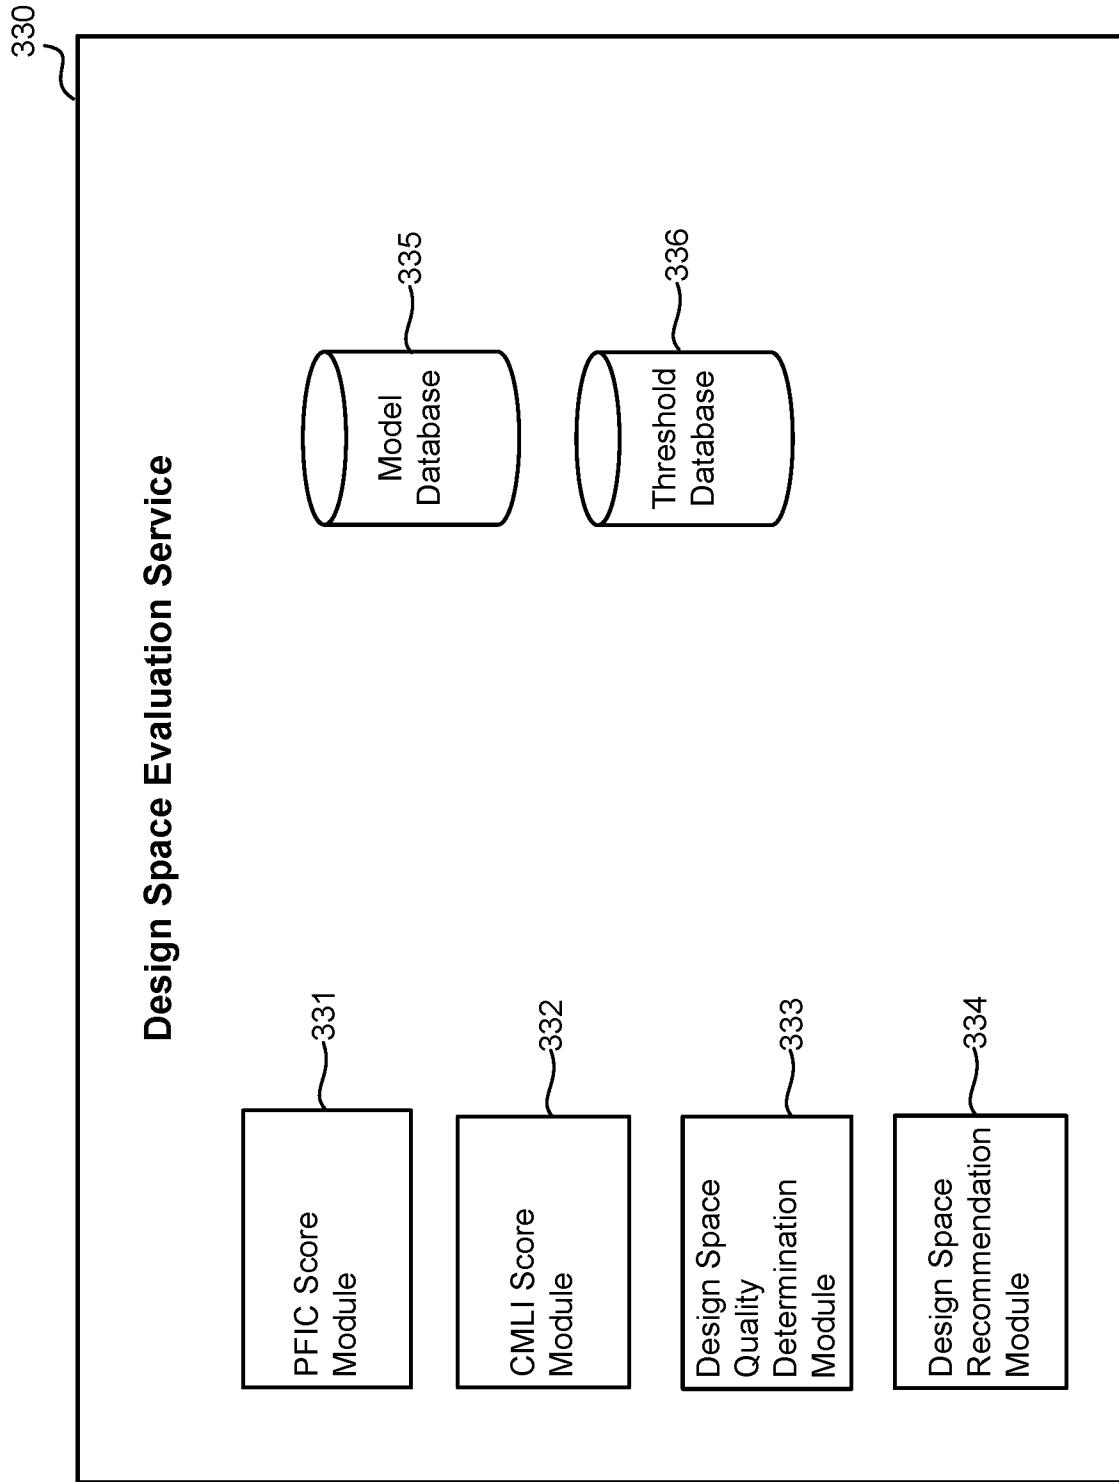 330
Design Space Evaluation Service
PFIC Score
Module
331
CMLI Score
Module
332
Design Space
Quality
Determination
Module
333
Design Space
Recommendation
Module
334
Model
Database
335
Threshold
Database
336